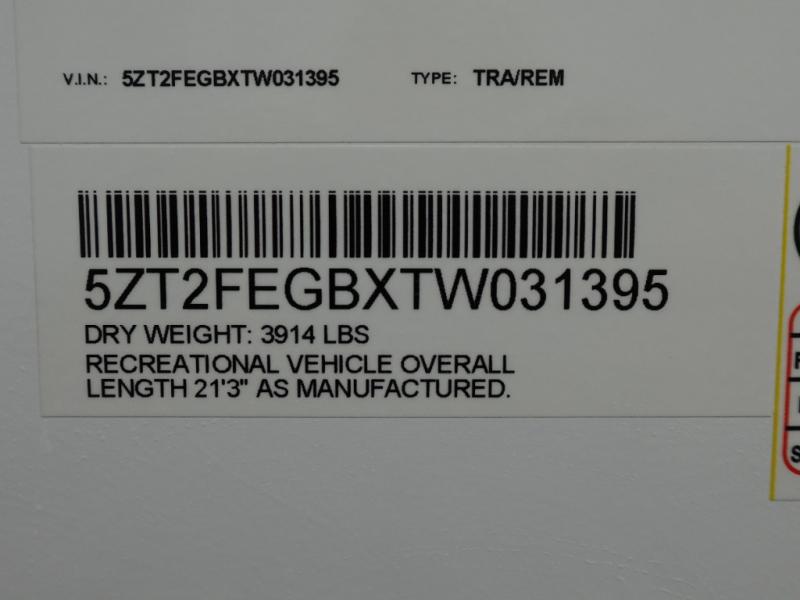 V.I.N.: 5ZT2FEGBXTW031395 TYPE: TRA/REM
5ZT2FEGBXTW031395
DRY WEIGHT: 3914 LBS
RECREATIONAL VEHICLE OVERALL
LENGTH 21'3" AS MANUFACTURED.